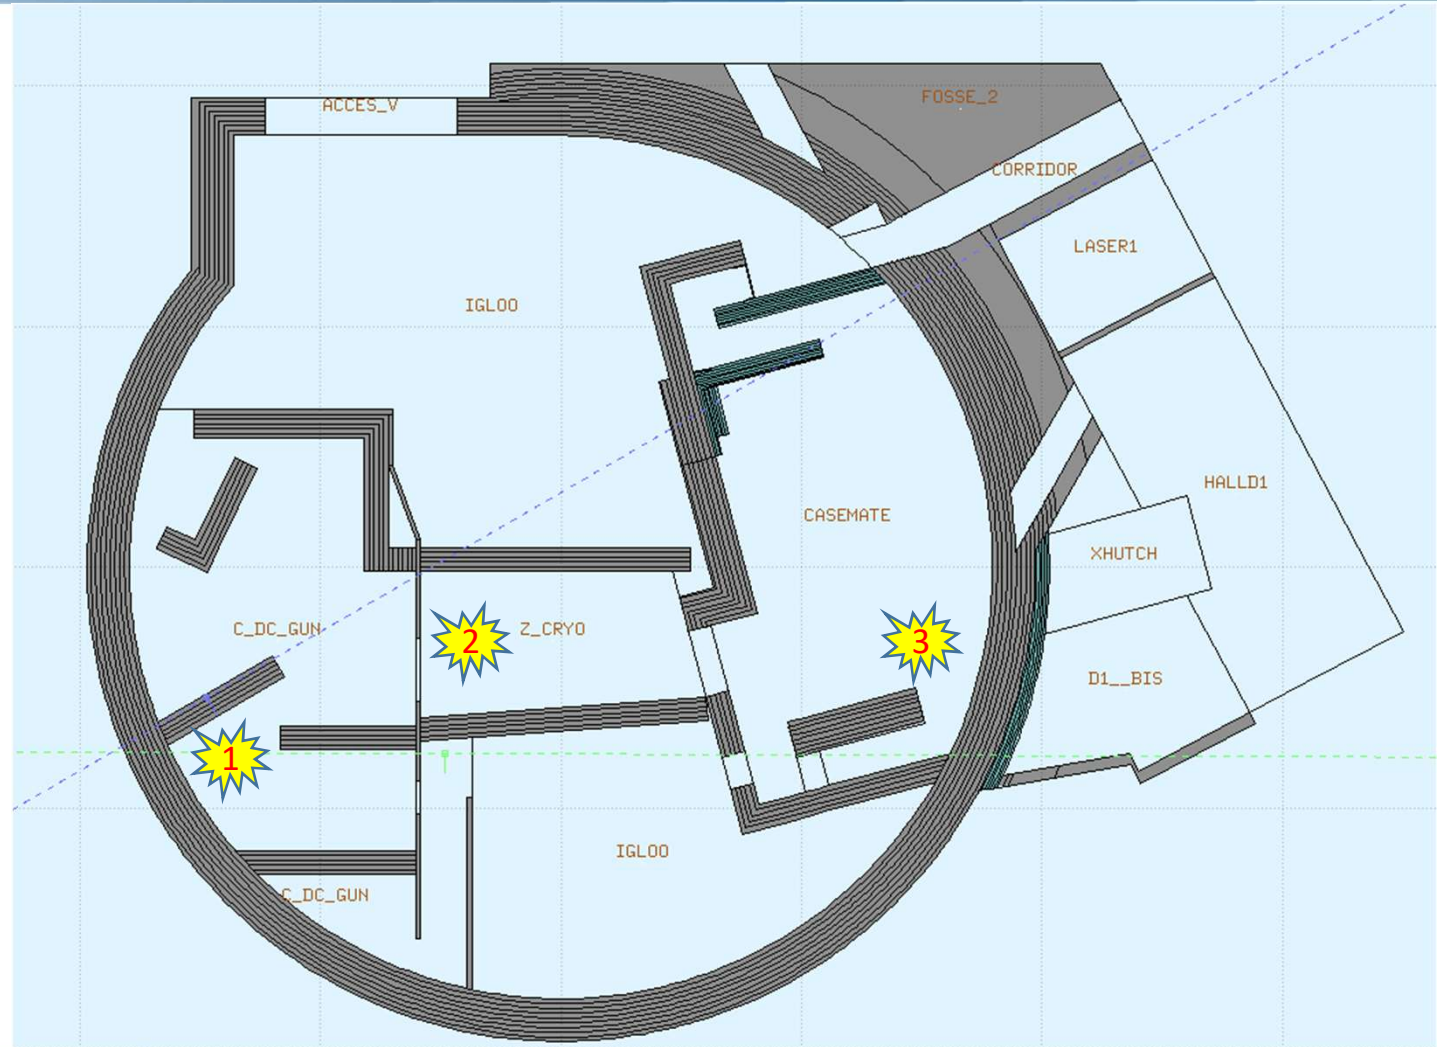 ACCES_V
FOSSE_2
CORRIDOR
LASER1
IGLOO
HALLD1
CASEMATE
XHUTCH
C_DC_GUN
2
Z_CRYO
3
D1__BIS
1
IGLOO
C_DC_GUN